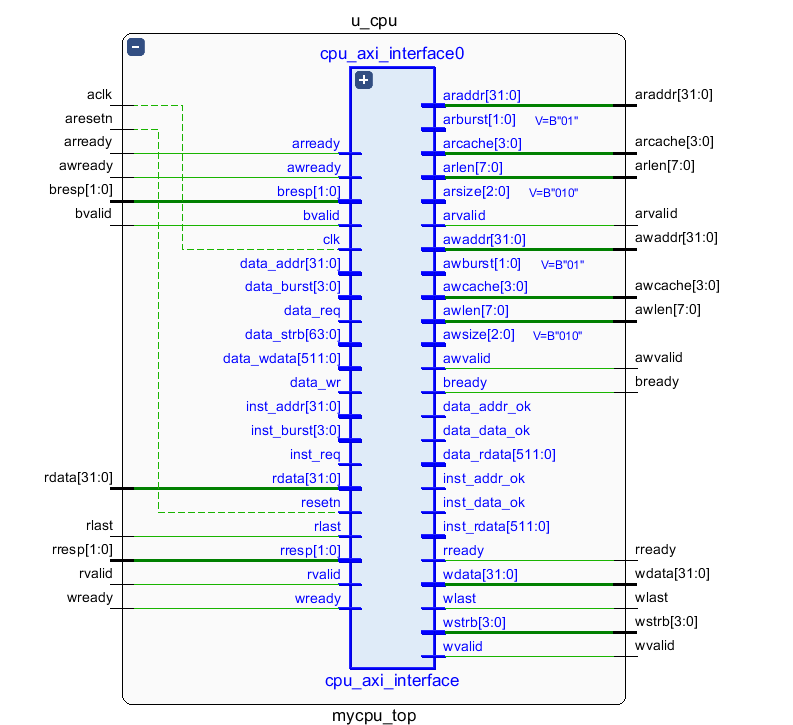 u_cpu
cpu_axi_interface0
aclk
aresetn
arready
awready
bresp[1:0]
bvalid
rdata[31:0]
rlast
rresp[1:0]
rvalid
wready
arready
awready
bresp[1:0]
bvalid
clk
data_addr[31:0]
data_burst[3:0]
data_req
data_strb[63:0]
data_wdata[511:0]
data_wr
inst_addr[31:0]
inst_burst[3:0]
inst_req
rdata[31:0]
resetn
rlast
rresp[1:0]
rvalid
wready
araddr[31:0]
arburst[1:0] V=B"01"
arcache[3:0]
arlen[7:0]
arsize[2:0] V=B"010"
arvalid
awaddr[31:0]
awburst[1:0] V=B"01"
awcache[3:0]
awlen[7:0]
awsize[2:0] V=B"010"
awvalid
bready
data_addr_ok
data_data_ok
data_rdata[511:0]
inst_addr_ok
inst_data_ok
inst_rdata[511:0]
rready
wdata[31:0]
wlast
wstrb[3:0]
wvalid
araddr[31:0]
arcache[3:0]
arlen[7:0]
arvalid
awaddr[31:0]
awcache[3:0]
awlen[7:0]
awvalid
bready
rready
wdata[31:0]
wlast
wstrb[3:0]
wvalid
cpu_axi_interface
mycpu_top